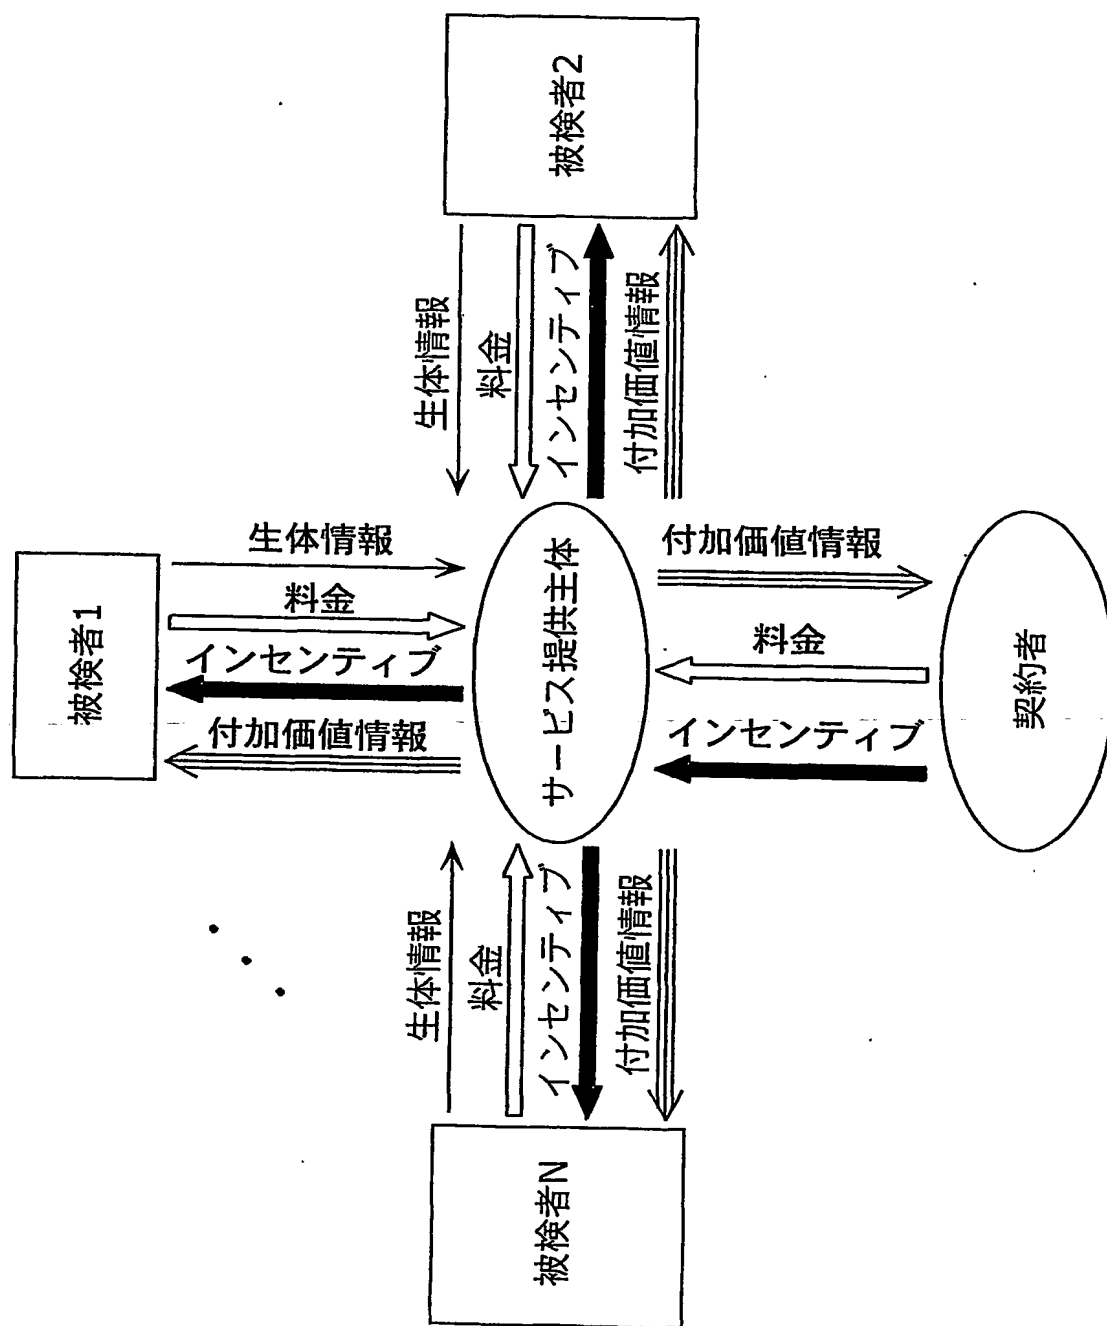 被検者2
生体情報
料金
インセンティブ
付加価値情報
被検者1
生体情報
料金
インセンティブ
付加価値情報
サービス提供主体
付加価値情報
料金
インセンティブ
契約者
生体情報
料金
インセンティブ
付加価値情報
被検者N